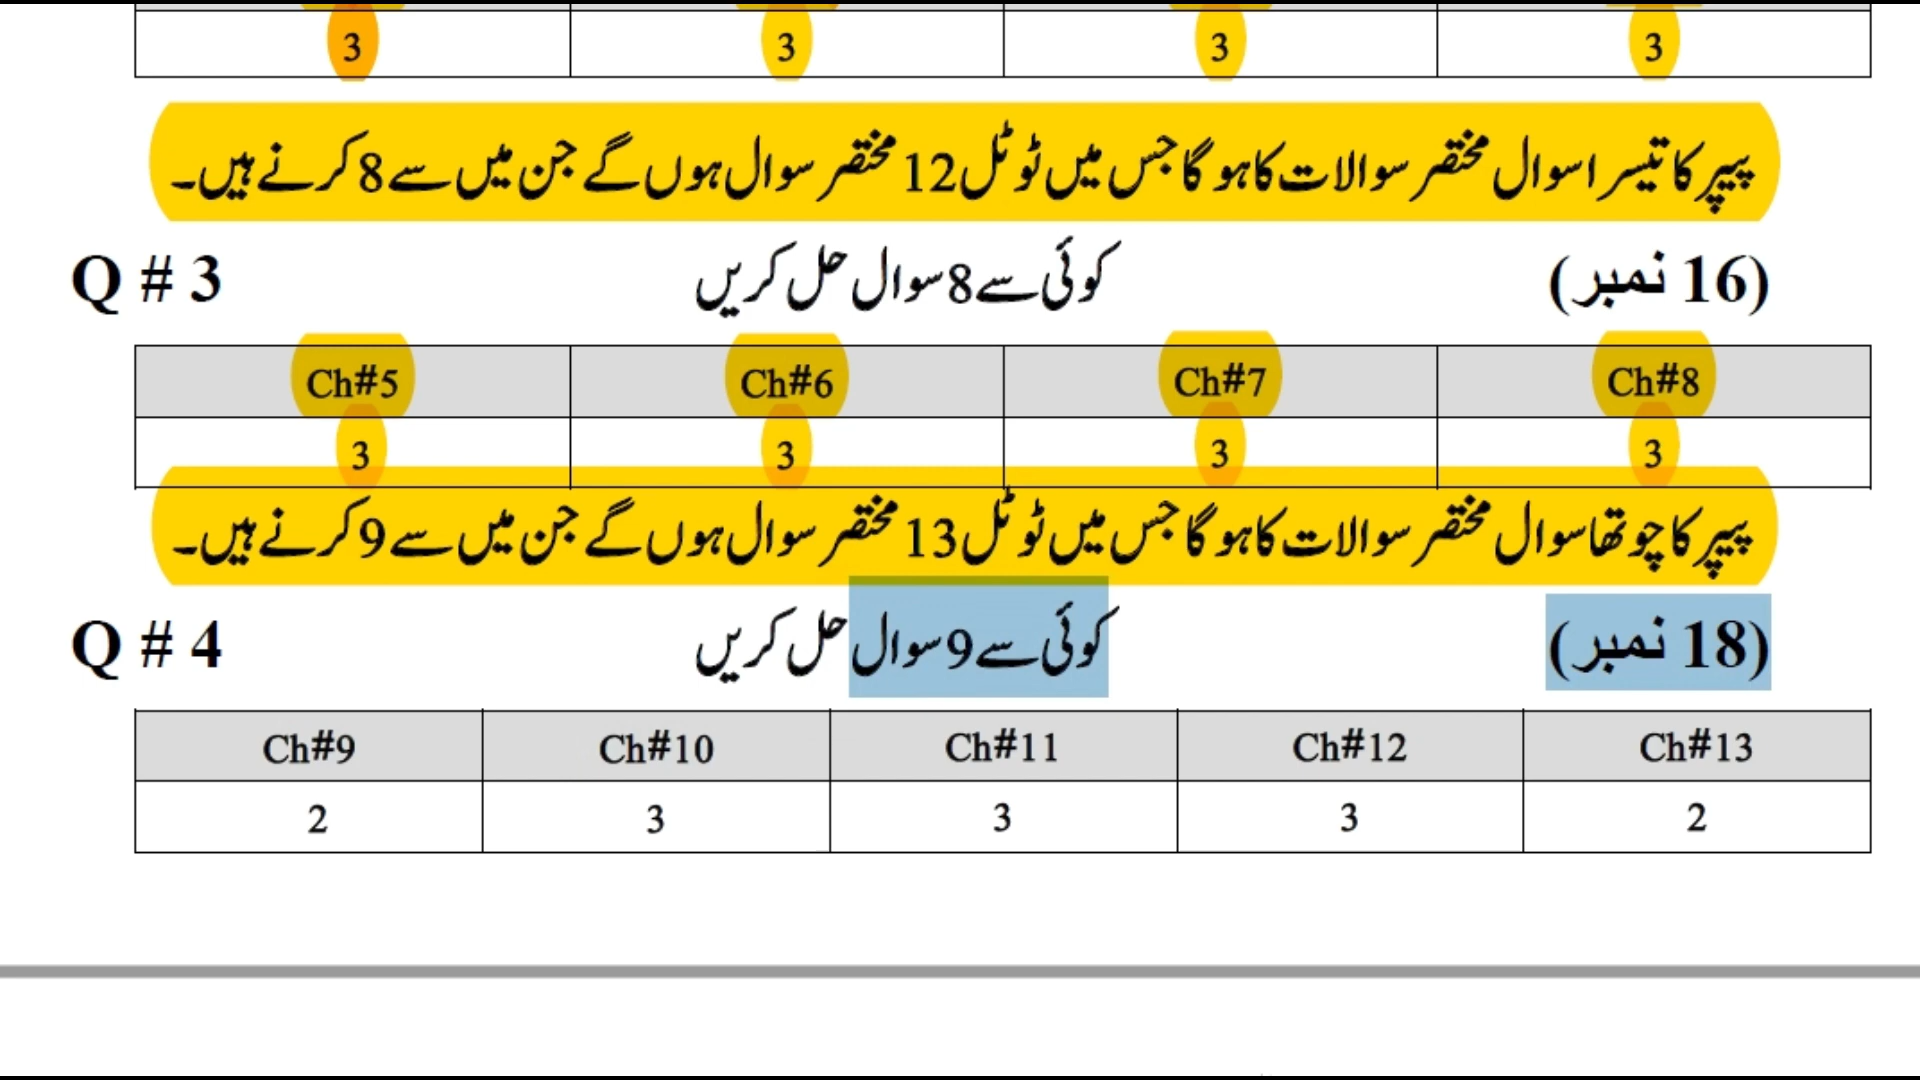 3 3 3 3
پیپر کا تیسرا سوال مختصر سوالات کا ہو گا جس میں ٹوٹل 12 مختصر سوال ہوں گے جن میں سے 8 کرنے ہیں۔
Q # 3 کوئی سے 8 سوال حل کریں (16 نمبر)
Ch#5 Ch#6 Ch#7 Ch#8
3 3 3 3
پیپر کا چوتھا سوال مختصر سوالات کا ہو گا جس میں ٹوٹل 13 مختصر سوال ہوں گے جن میں سے 9 کرنے ہیں۔
Q # 4 کوئی سے 9 سوال حل کریں (18 نمبر)
Ch#9 Ch#10 Ch#11 Ch#12 Ch#13
2 3 3 3 2